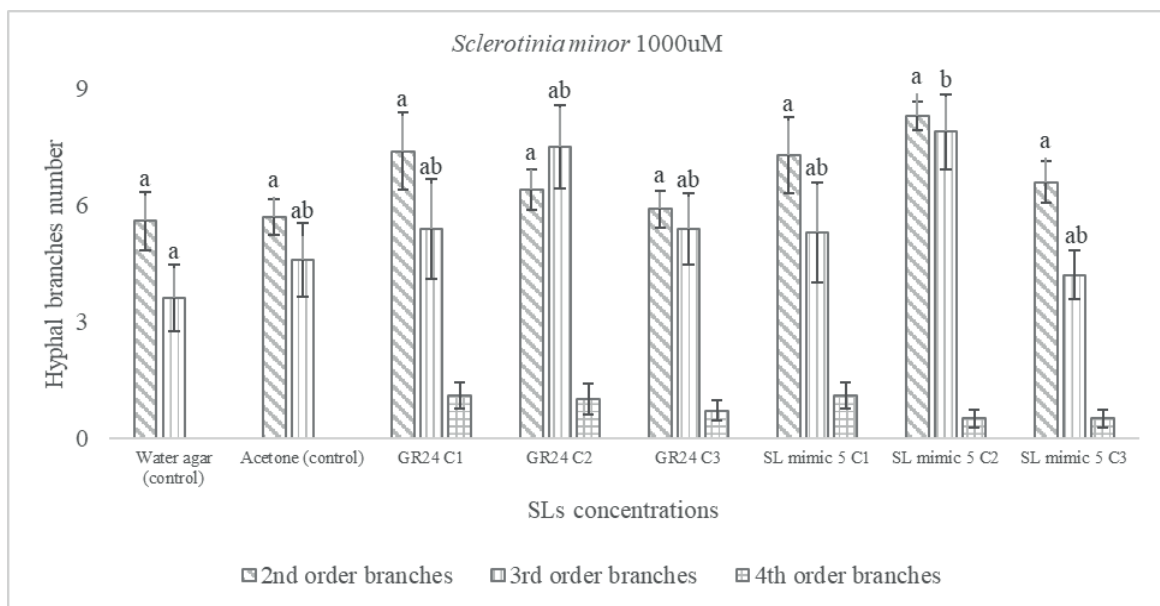 Sclerotinia minor 1000uM
Hyphal branches number
9
6
3
0
a
a
a
ab
a
ab
a
ab
a
ab
a
ab
a
b
a
ab
Water agar
(control)
Acetone (control)
GR24 C1
GR24 C2
GR24 C3
SL mimic 5 C1
SL mimic 5 C2
SL mimic 5 C3
SLs concentrations
2nd order branches
3rd order branches
4th order branches